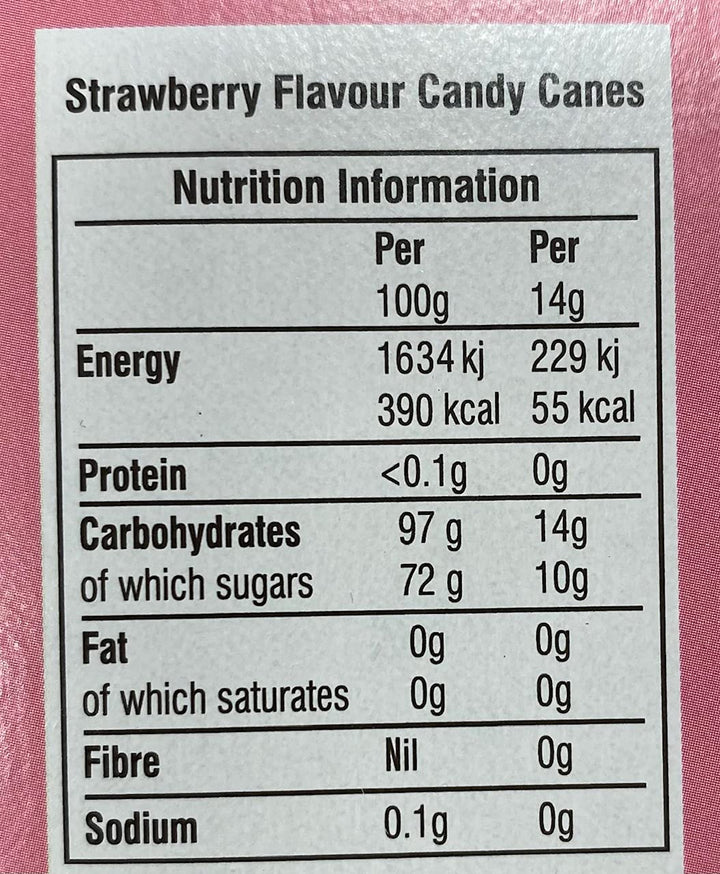 Strawberry Flavour Candy Canes
Nutrition Information
Per Per
100g 14g
Energy 1634 kj 229 kj
390 kcal 55 kcal
Protein <0.1g 0g
Carbohydrates 97 g 14g
of which sugars 72 g 10g
Fat 0g 0g
of which saturates 0g 0g
Fibre Nil 0g
Sodium 0.1g 0g